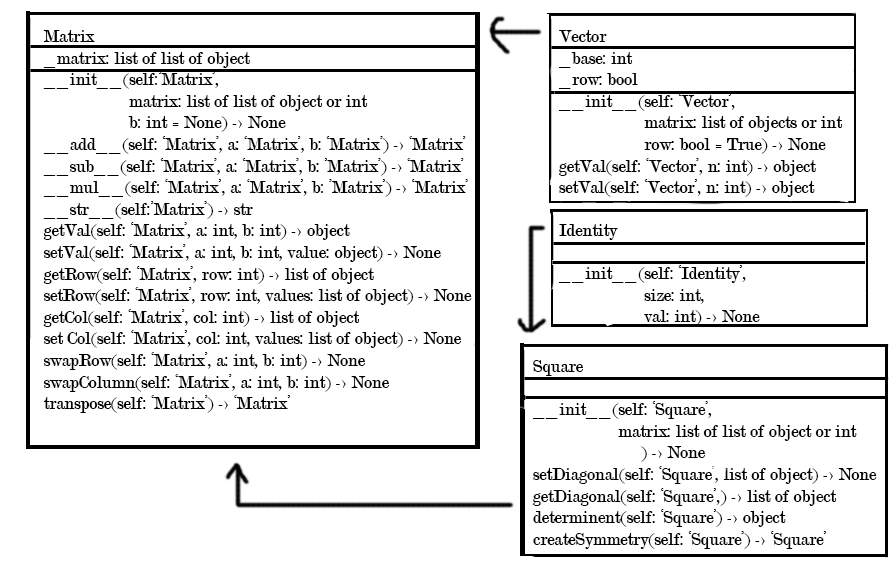 Matrix
_matrix: list of list of object
__init__(self:'Matrix',
matrix: list of list of object or int
b: int = None) -> None
__add__(self: 'Matrix', a: 'Matrix', b: 'Matrix') -> 'Matrix'
__sub__(self: 'Matrix', a: 'Matrix', b: 'Matrix') -> 'Matrix'
__mul__(self: 'Matrix', a: 'Matrix', b: 'Matrix') -> 'Matrix'
__str__(self:'Matrix') -> str
getVal(self: 'Matrix', a: int, b: int) -> object
setVal(self: 'Matrix', a: int, b: int, value: object) -> None
getRow(self: 'Matrix', row: int) -> list of object
setRow(self: 'Matrix', row: int, values: list of object) -> None
getCol(self: 'Matrix', col: int) -> list of object
set Col(self: 'Matrix', col: int, values: list of object) -> None
swapRow(self: 'Matrix', a: int, b: int) -> None
swapColumn(self: 'Matrix', a: int, b: int) -> None
transpose(self: 'Matrix') -> 'Matrix'
Vector
_base: int
_row: bool
__init__(self: 'Vector',
matrix: list of objects or int
row: bool = True) -> None
getVal(self: 'Vector', n: int) -> object
setVal(self: 'Vector', n: int) -> object
Identity
__init__(self: 'Identity',
size: int,
val: int) -> None
Square
__init__(self: 'Square',
matrix: list of list of object or int
) -> None
setDiagonal(self: 'Square', list of object) -> None
getDiagonal(self: 'Square',) -> list of object
determinent(self: 'Square') -> object
createSymmetry(self: 'Square') -> 'Square'